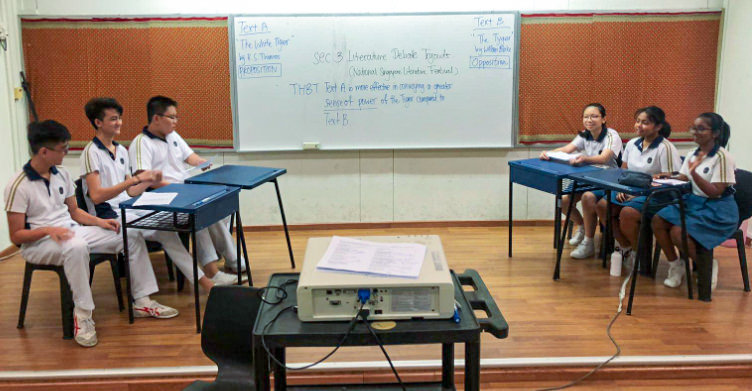 Text A
"The White Tiger"
by R.S. Thomas
PROPOSITION
SEC 3 Literature Debate Tryouts
(National Singapore Literature Festival)
THBT Text A is more effective in conveying a greater
sense of power of the Tiger compared to
Text B.
Text B
"The Tyger"
by William Blake
Opposition